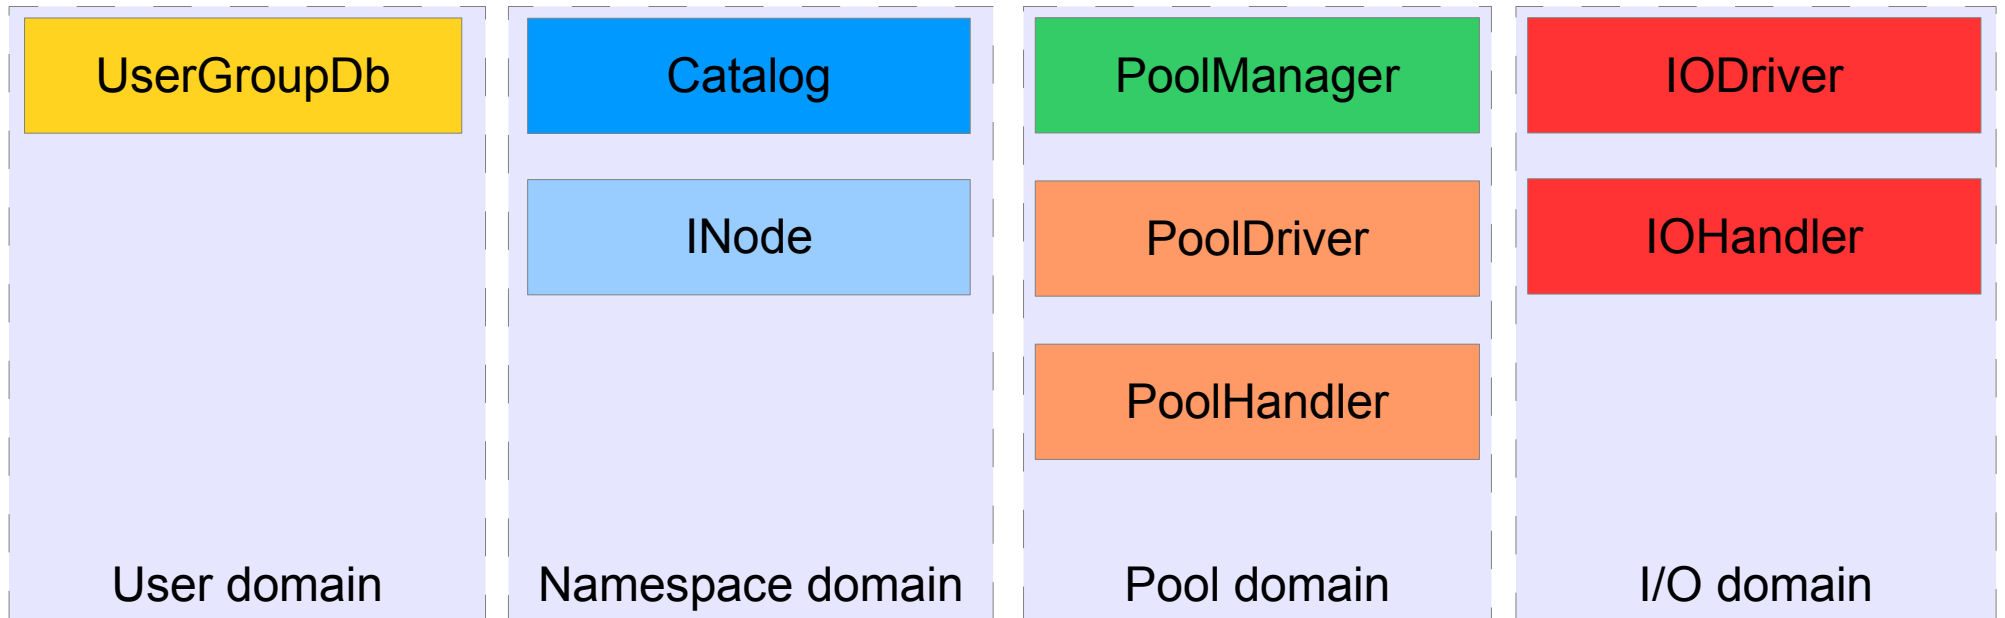 UserGroupDb
Catalog
PoolManager
IODriver
INode
PoolDriver
IOHandler
PoolHandler
User domain
Namespace domain
Pool domain
I/O domain